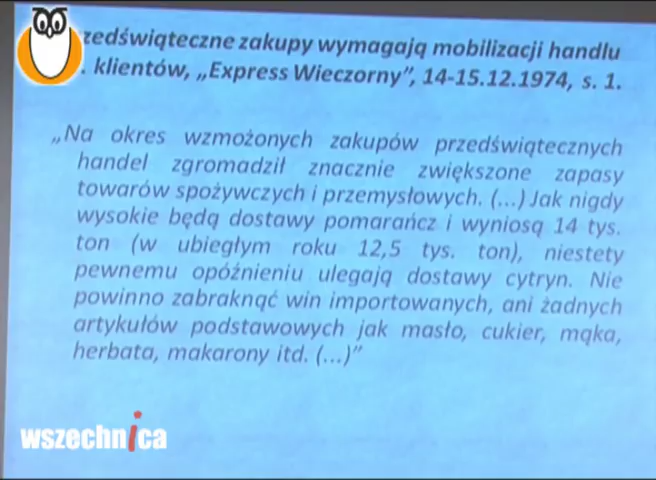 zedświąteczne zakupy wymagają mobilizacji handlu
. klientów, „Express Wieczorny”, 14-15.12.1974, s. 1.
„Na okres wzmożonych zakupów przedświątecznych
handel zgromadził znacznie zwiększone zapasy
towarów spożywczych i przemysłowych. (...) Jak nigdy
wysokie będą dostawy pomarańcz i wyniosą 14 tys.
ton (w ubiegłym roku 12,5 tys. ton), niestety
pewnemu opóźnieniu ulegają dostawy cytryn. Nie
powinno zabraknąć win importowanych, ani żadnych
artykułów podstawowych jak masło, cukier, mąka,
herbata, makarony itd. (...)”
wszechnica